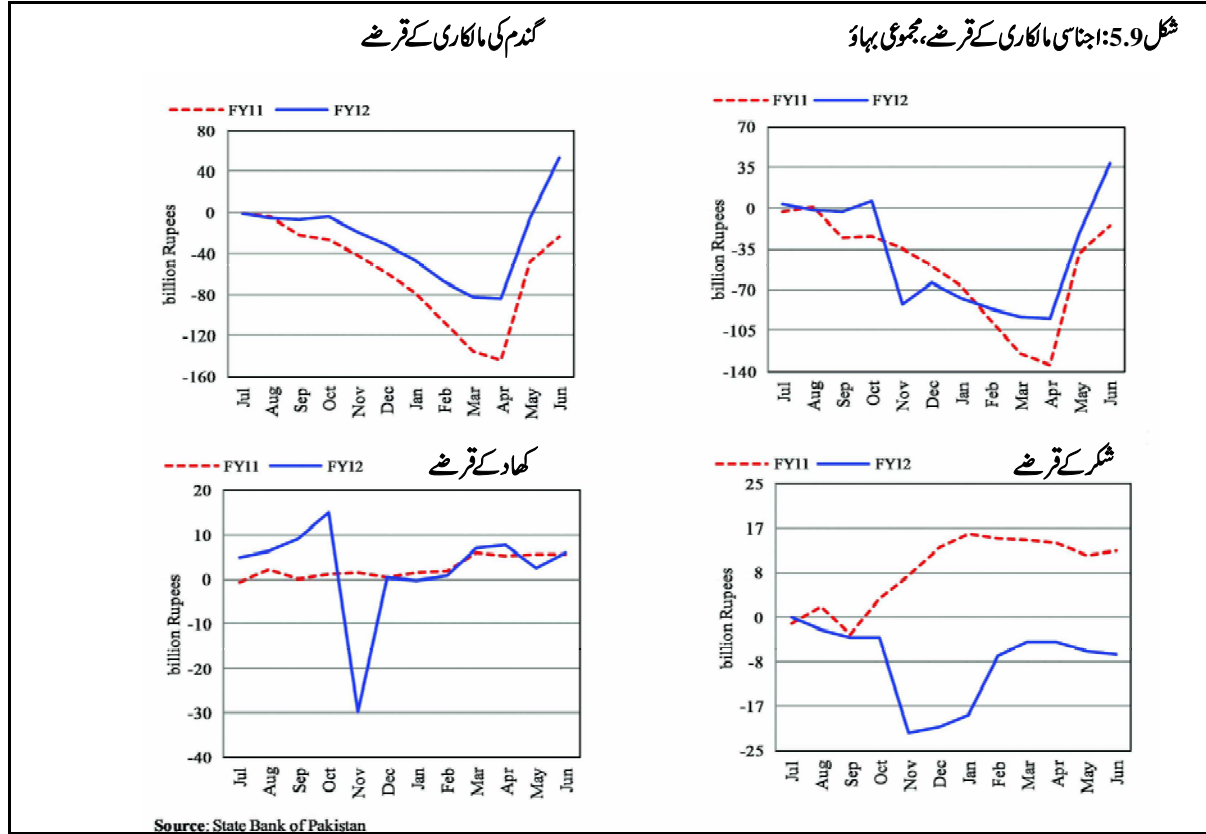 شکل5.9: اجناسی مالکاری کے قرضے، مجموعی بہاؤ
FY11 FY12
billion Rupees
70
35
0
-35
-70
-105
-140
Jul Aug Sep Oct Nov Dec Jan Feb Mar Apr May Jun
گندم کی مالکاری کے قرضے
FY11 FY12
billion Rupees
80
40
0
-40
-80
-120
-160
Jul Aug Sep Oct Nov Dec Jan Feb Mar Apr May Jun
شکر کے قرضے
FY11 FY12
billion Rupees
25
17
8
0
-8
-17
-25
Jul Aug Sep Oct Nov Dec Jan Feb Mar Apr May Jun
کھاد کے قرضے
FY11 FY12
billion Rupees
20
10
0
-10
-20
-30
-40
Jul Aug Sep Oct Nov Dec Jan Feb Mar Apr May Jun
Source: State Bank of Pakistan